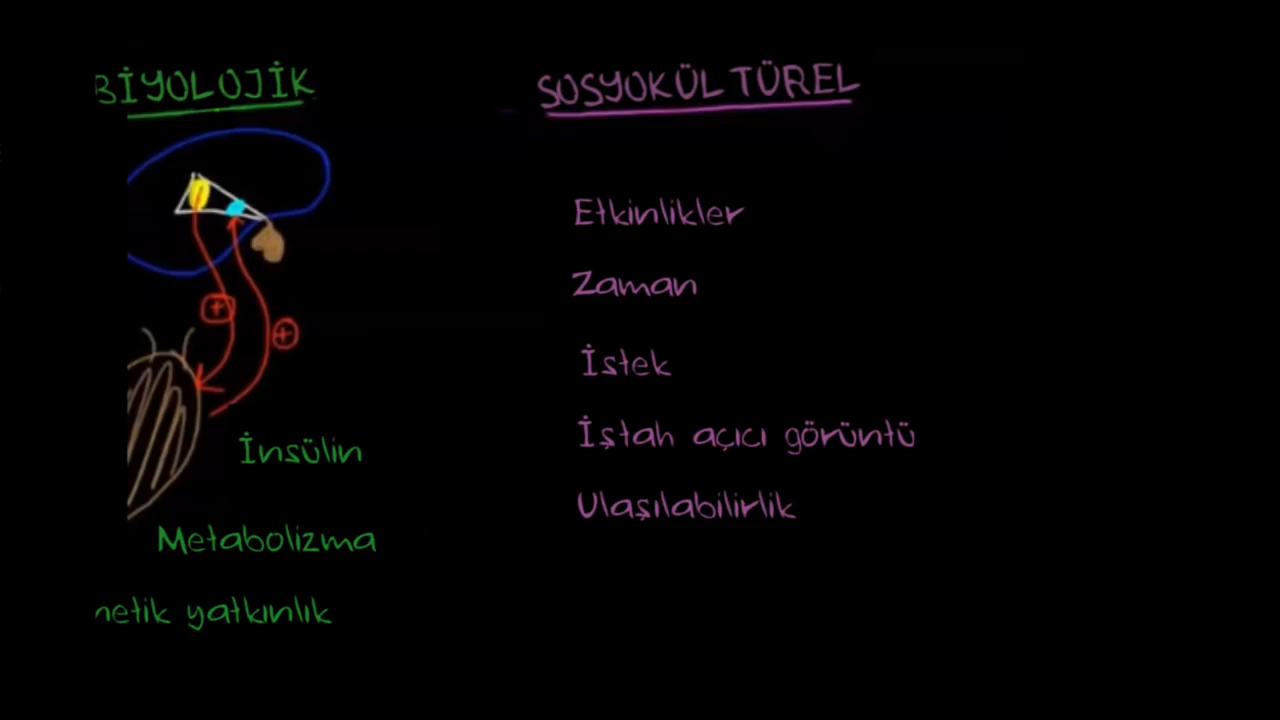 BİYOLOJİK
SOSYOKÜLTÜREL
Etkinlikler
Zaman
İstek
İştah açıcı görüntü
Ulaşılabilirlik
+
+
İnsülin
Metabolizma
netik yatkınlık